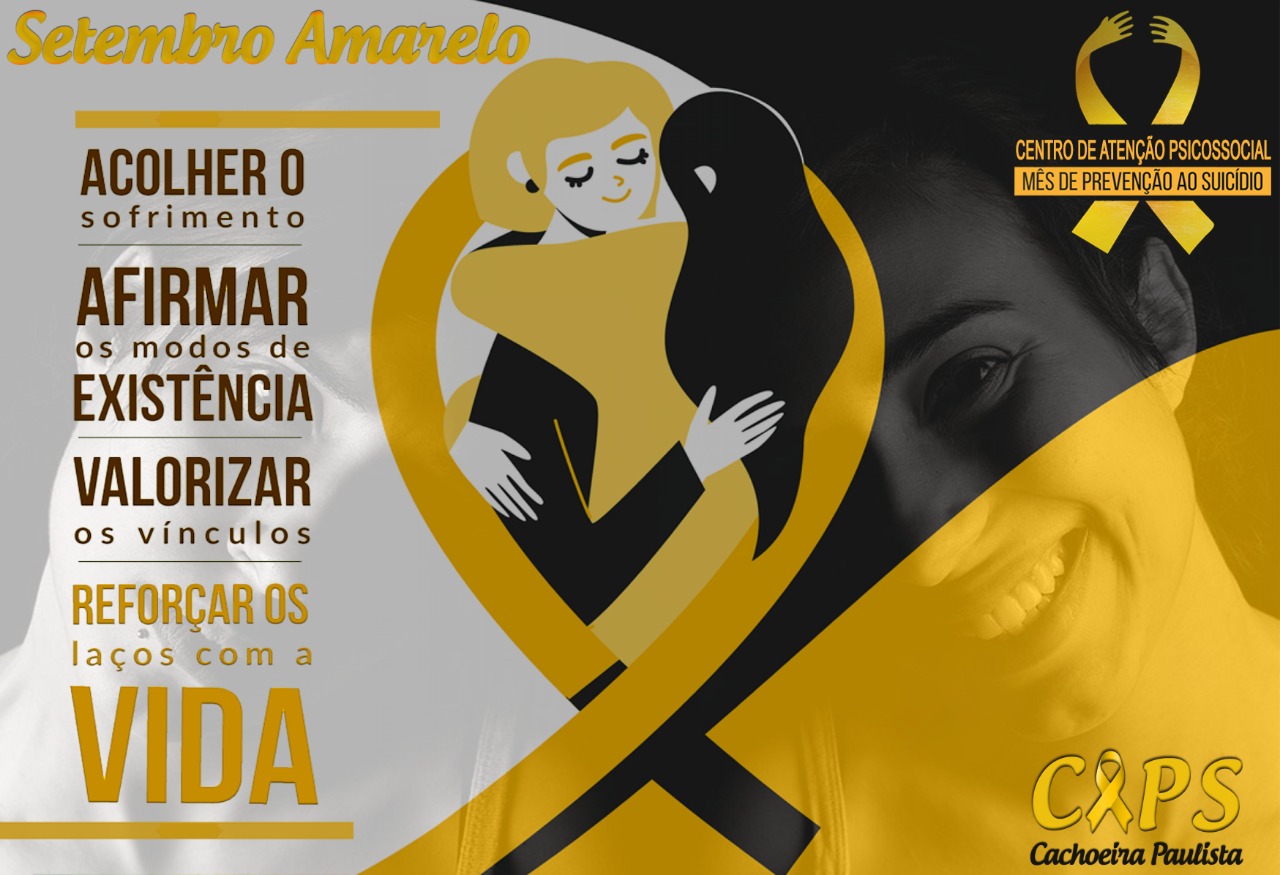 Setembro Amarelo
ACOLHER O
sofrimento
AFIRMAR
os modos de
EXISTÊNCIA
VALORIZAR
os vínculos
REFORÇAR OS
laços com a
VIDA
CENTRO DE ATENÇÃO PSICOSSOCIAL
MÊS DE PREVENÇÃO AO SUICÍDIO
CAPS
Cachoeira Paulista